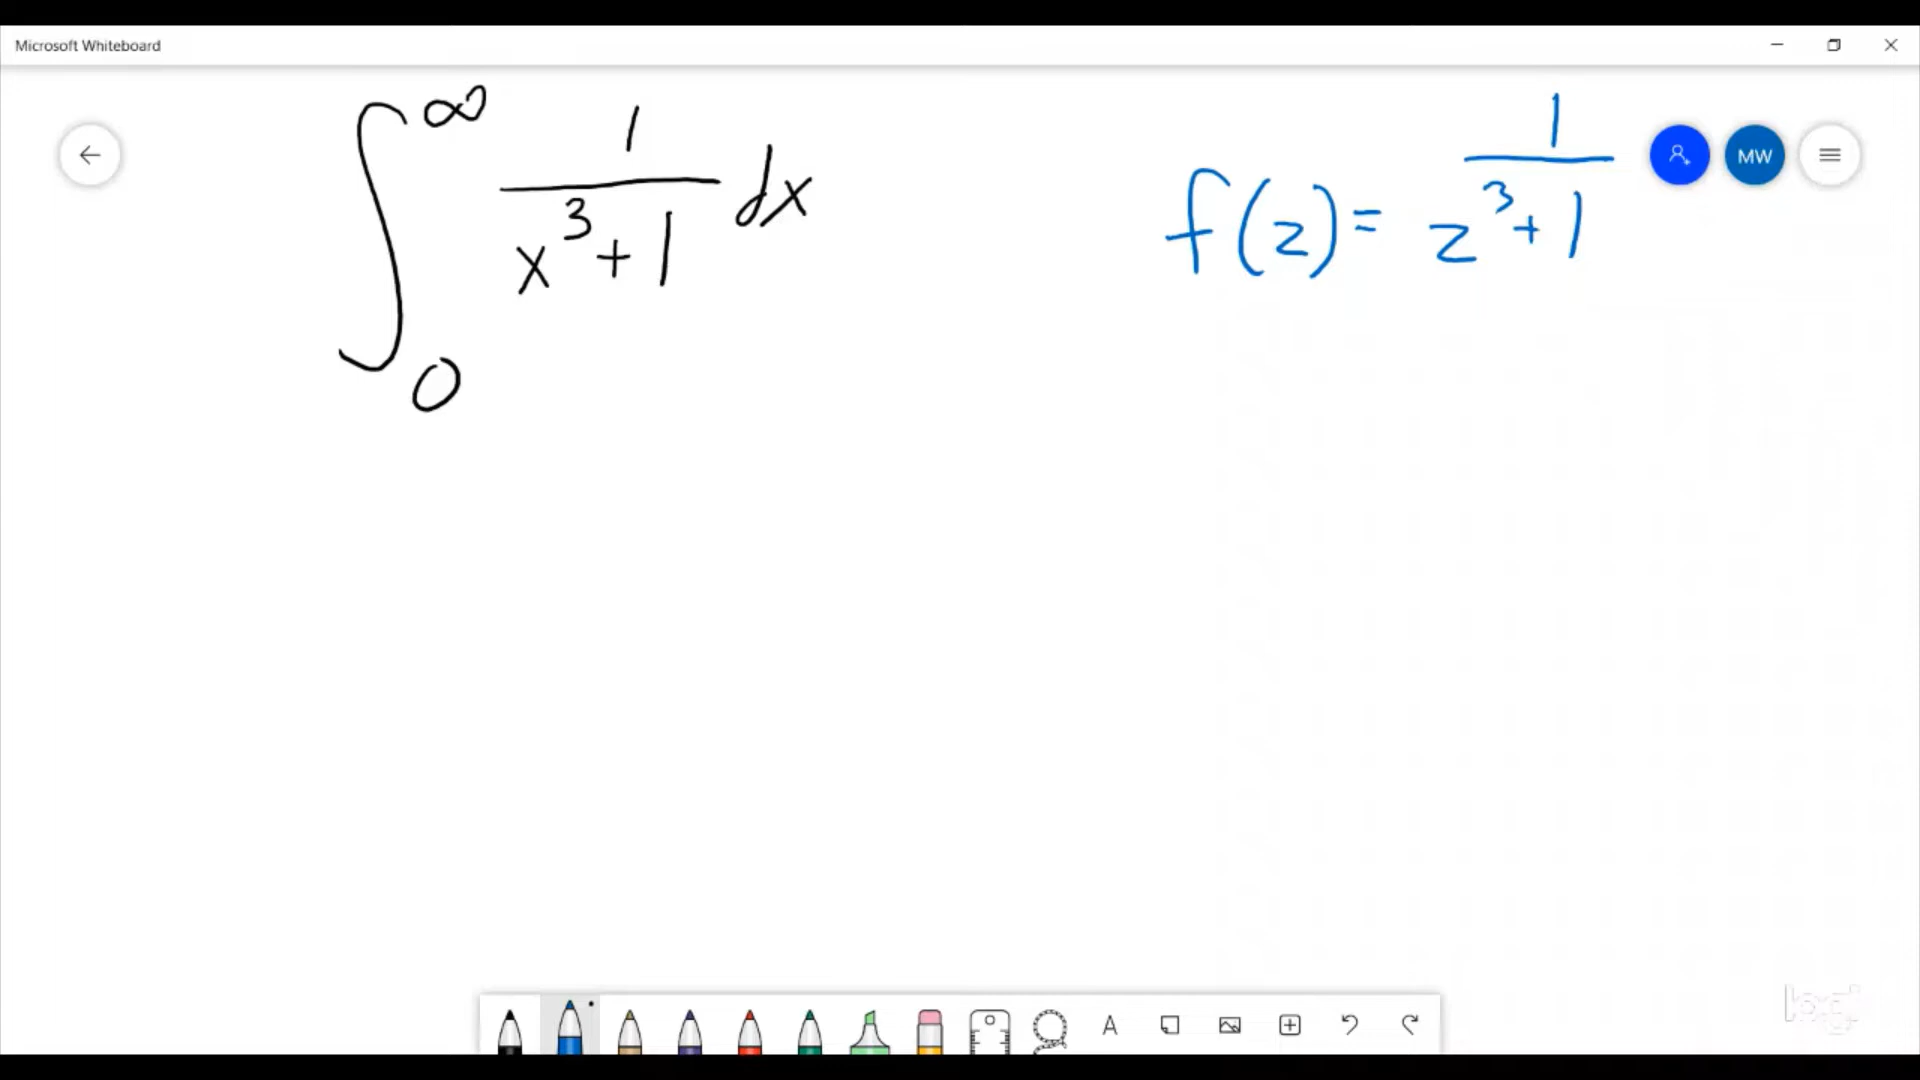 Microsoft Whiteboard
∫₀^∞ 1/(x³+1) dx
f(z) = 1/(z³+1)
MW
A